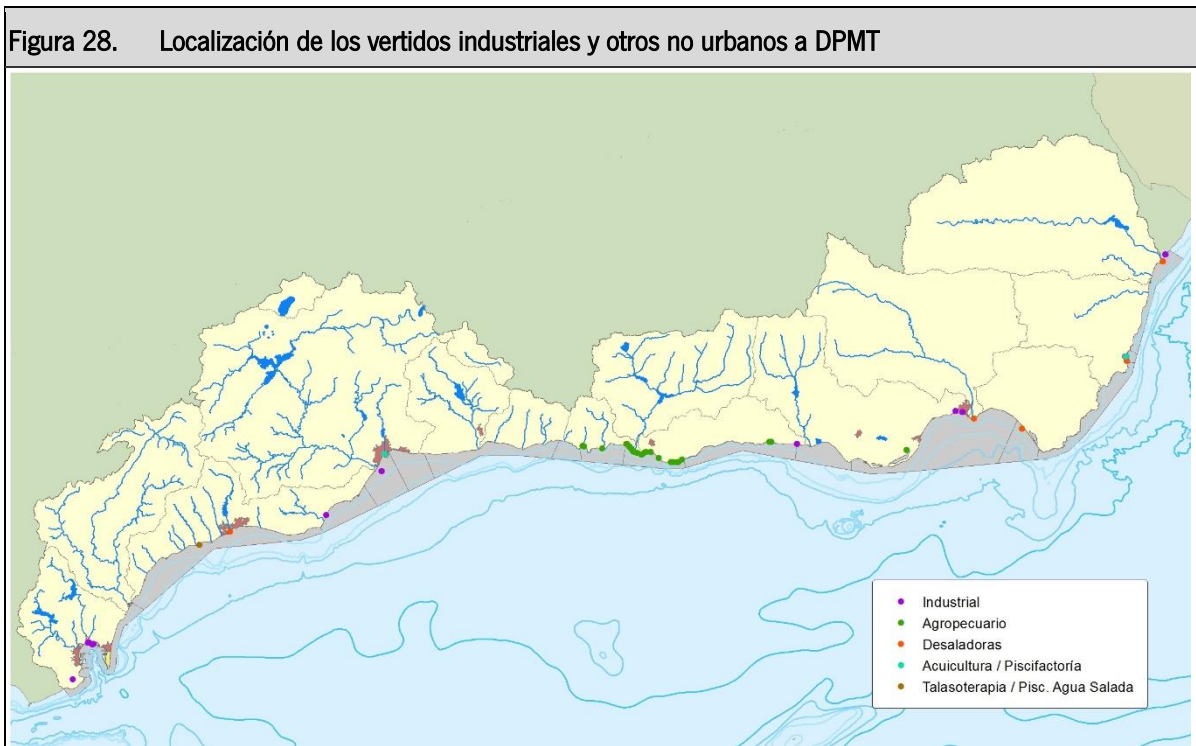 Figura 28. Localización de los vertidos industriales y otros no urbanos a DPMT
Industrial
Agropecuario
Desaladoras
Acuicultura / Piscifactoría
Talasoterapia / Pisc. Agua Salada